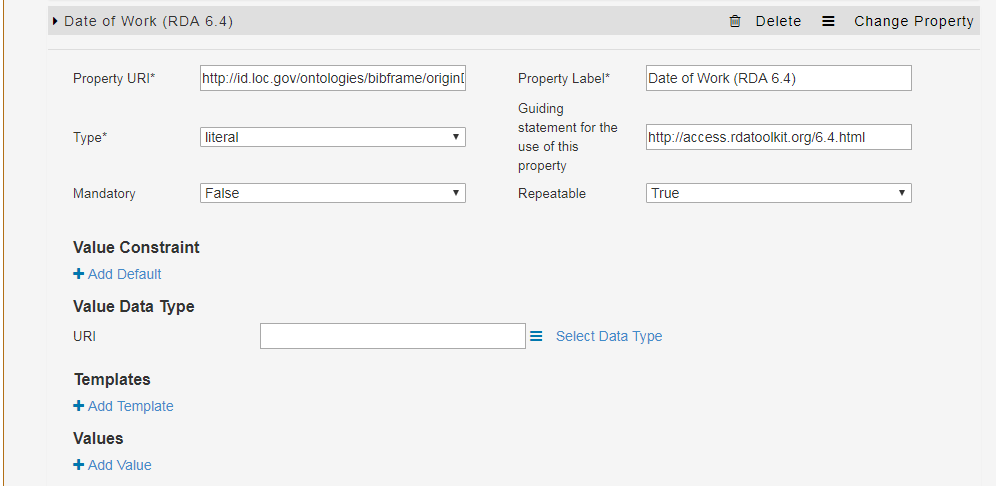 Date of Work (RDA 6.4) Delete Change Property
Property URI* http://id.loc.gov/ontologies/bibframe/origin Property Label* Date of Work (RDA 6.4)
Guiding
statement for the
use of this
property
Type* literal http://access.rdatoolkit.org/6.4.html
Mandatory False Repeatable True
Value Constraint
+ Add Default
Value Data Type
URI Select Data Type
Templates
+ Add Template
Values
+ Add Value